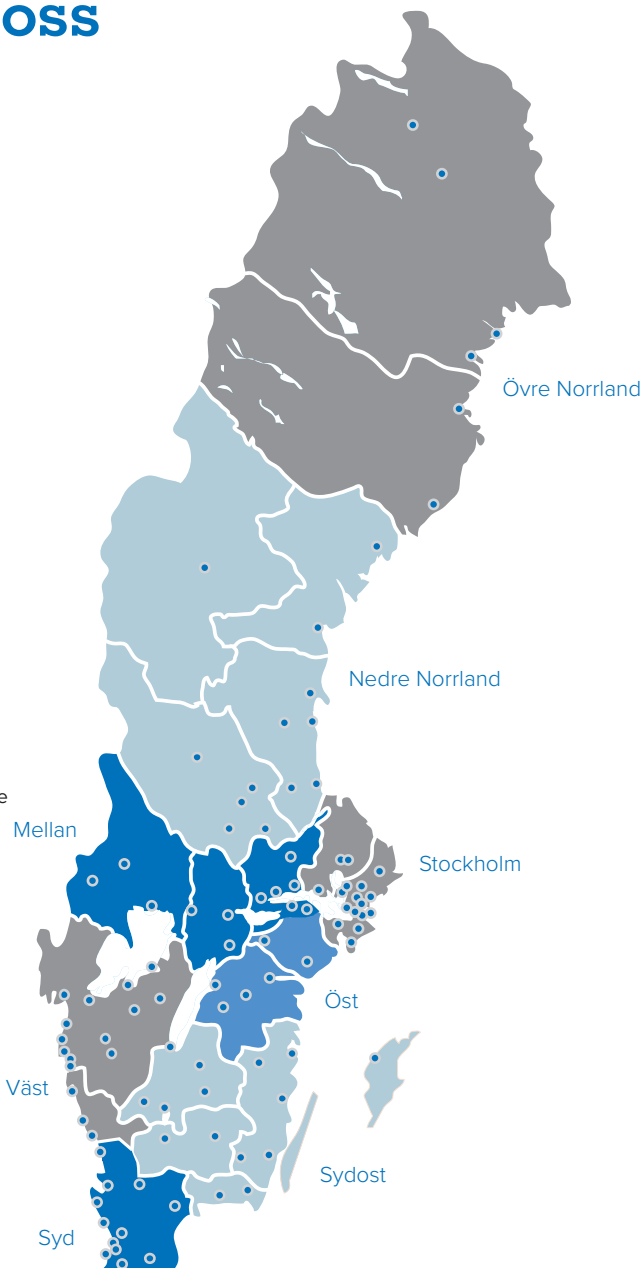 oss
Övre Norrland
Nedre Norrland
e
Mellan
Stockholm
Öst
Väst
Sydost
Syd